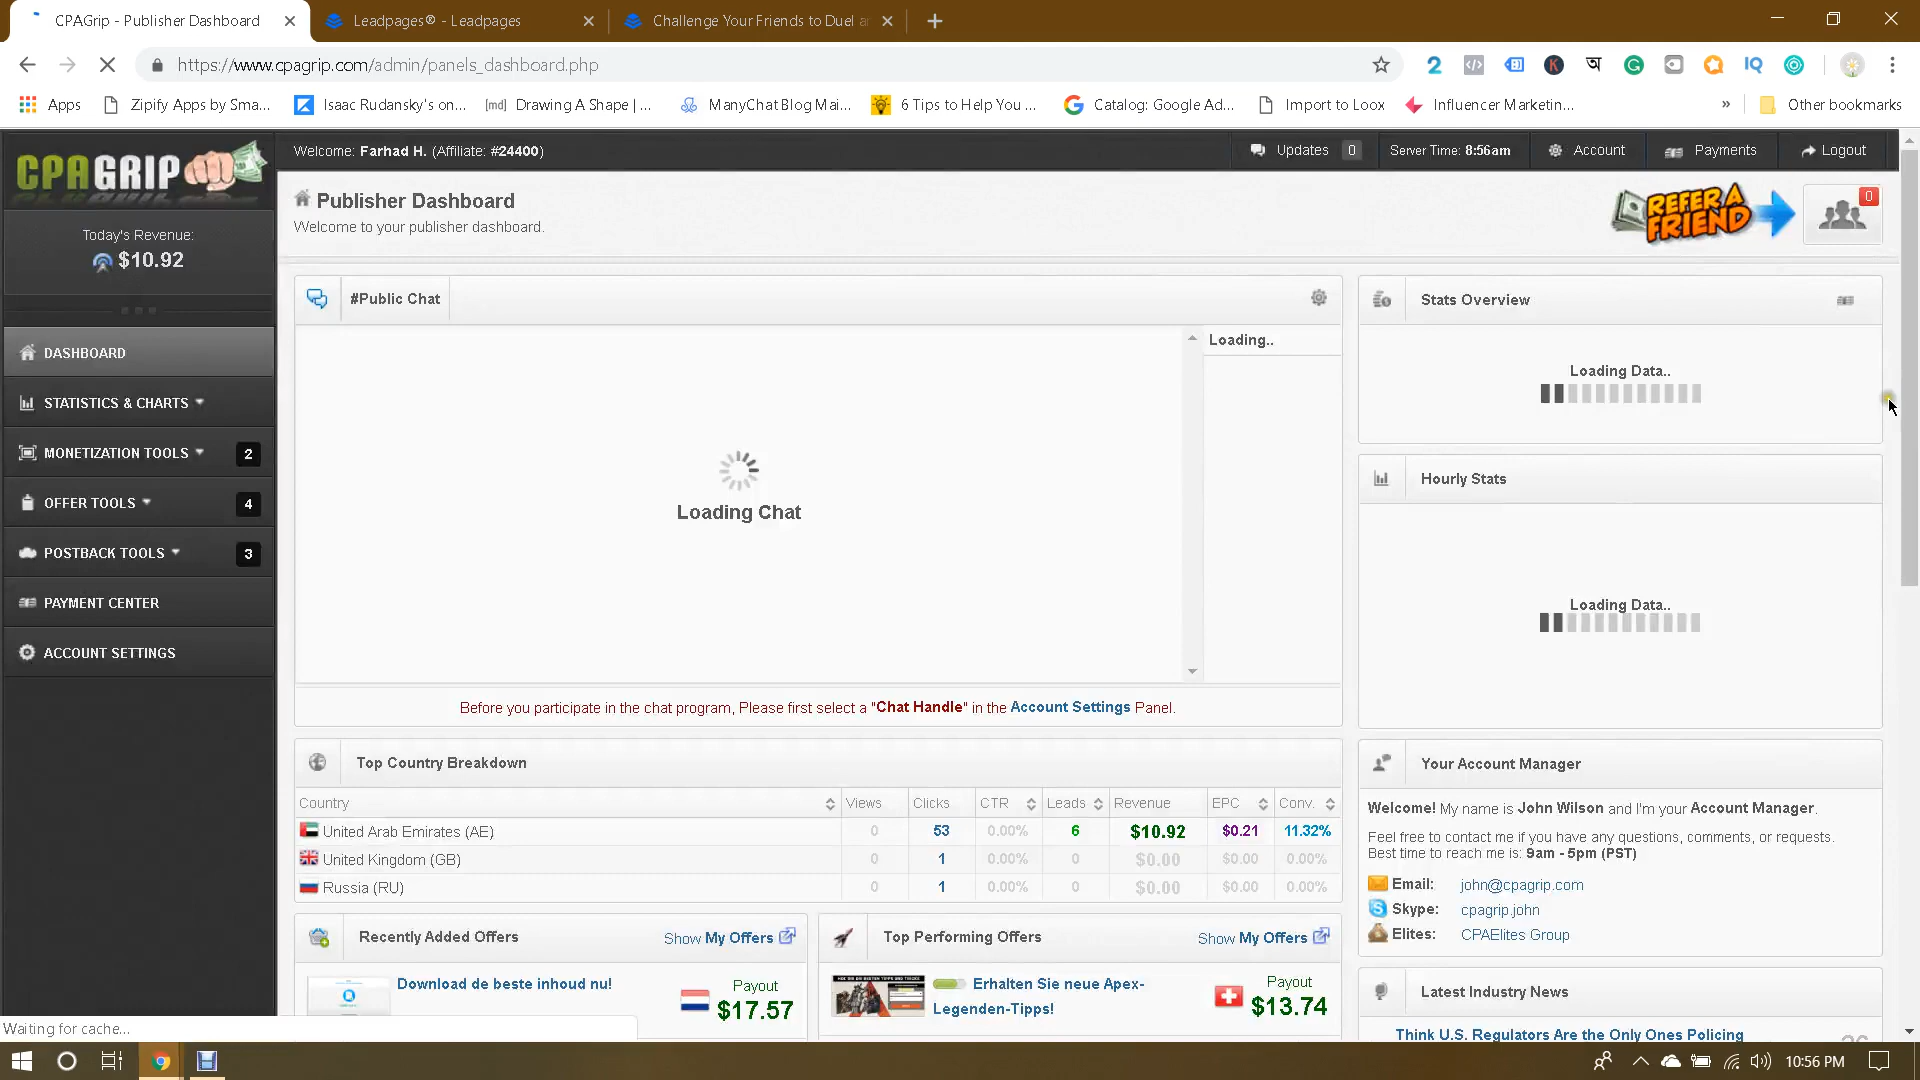 CPAGrip - Publisher Dashboard
Leadpages® - Leadpages
Challenge Your Friends to Duel a
https://www.cpagrip.com/admin/panels_dashboard.php
Apps
Zipify Apps by Sma...
Isaac Rudansky's on...
[md] Drawing A Shape | ...
ManyChat Blog Mai...
6 Tips to Help You ...
Catalog: Google Ad...
Import to Loox
Influencer Marketin...
»
Other bookmarks
CPAGRIP
Welcome: Farhad H. (Affiliate: #24400)
Updates 0
Server Time: 8:56am
Account
Payments
Logout
Today's Revenue:
$10.92
Publisher Dashboard
Welcome to your publisher dashboard.
REFER A
FRIEND
0
DASHBOARD
STATISTICS & CHARTS
MONETIZATION TOOLS 2
OFFER TOOLS 4
POSTBACK TOOLS 3
PAYMENT CENTER
ACCOUNT SETTINGS
#Public Chat
Loading..
Loading Chat
Before you participate in the chat program, Please first select a "Chat Handle" in the Account Settings Panel.
Stats Overview
Loading Data..
Hourly Stats
Loading Data..
Top Country Breakdown
Country Views Clicks CTR Leads Revenue EPC Conv.
United Arab Emirates (AE) 0 53 0.00% 6 $10.92 $0.21 11.32%
United Kingdom (GB) 0 1 0.00% 0 $0.00 $0.00 0.00%
Russia (RU) 0 1 0.00% 0 $0.00 $0.00 0.00%
Your Account Manager
Welcome! My name is John Wilson and I'm your Account Manager.
Feel free to contact me if you have any questions, comments, or requests.
Best time to reach me is: 9am - 5pm (PST)
Email: john@cpagrip.com
Skype: cpagrip.john
Elites: CPAElites Group
Recently Added Offers
Show My Offers
Download de beste inhoud nu!
Payout
$17.57
Top Performing Offers
Show My Offers
Erhalten Sie neue Apex-
Legenden-Tipps!
Payout
$13.74
Latest Industry News
Think U.S. Regulators Are the Only Ones Policing
Waiting for cache...
10:56 PM